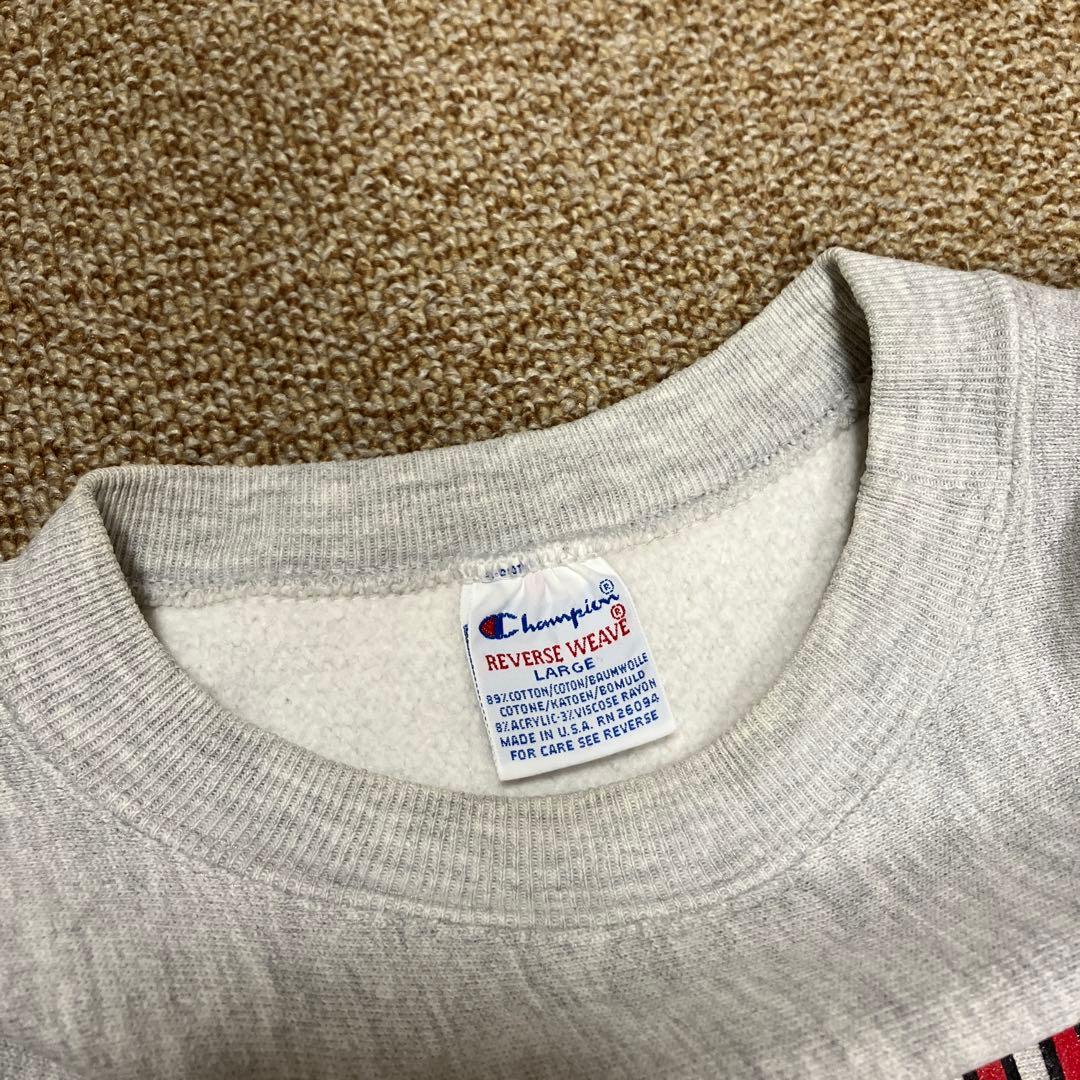 Champion®
REVERSE WEAVE®
LARGE
89% COTTON/COTON/BAUMWOLLE
COTONE/KATOEN/BOMULD
8% ACRYLIC-3% VISCOSE RAYON
MADE IN U.S.A. RN 26094
FOR CARE SEE REVERSE